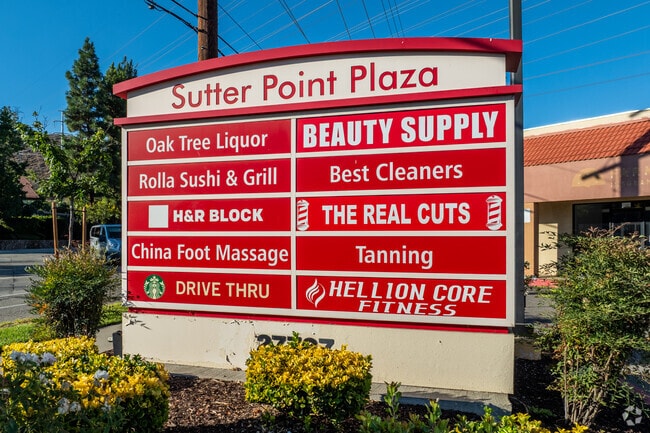 Sutter Point Plaza
Oak Tree Liquor
BEAUTY SUPPLY
Rolla Sushi & Grill
Best Cleaners
H&R BLOCK
THE REAL CUTS
China Foot Massage
Tanning
DRIVE THRU
HELLION CORE
FITNESS